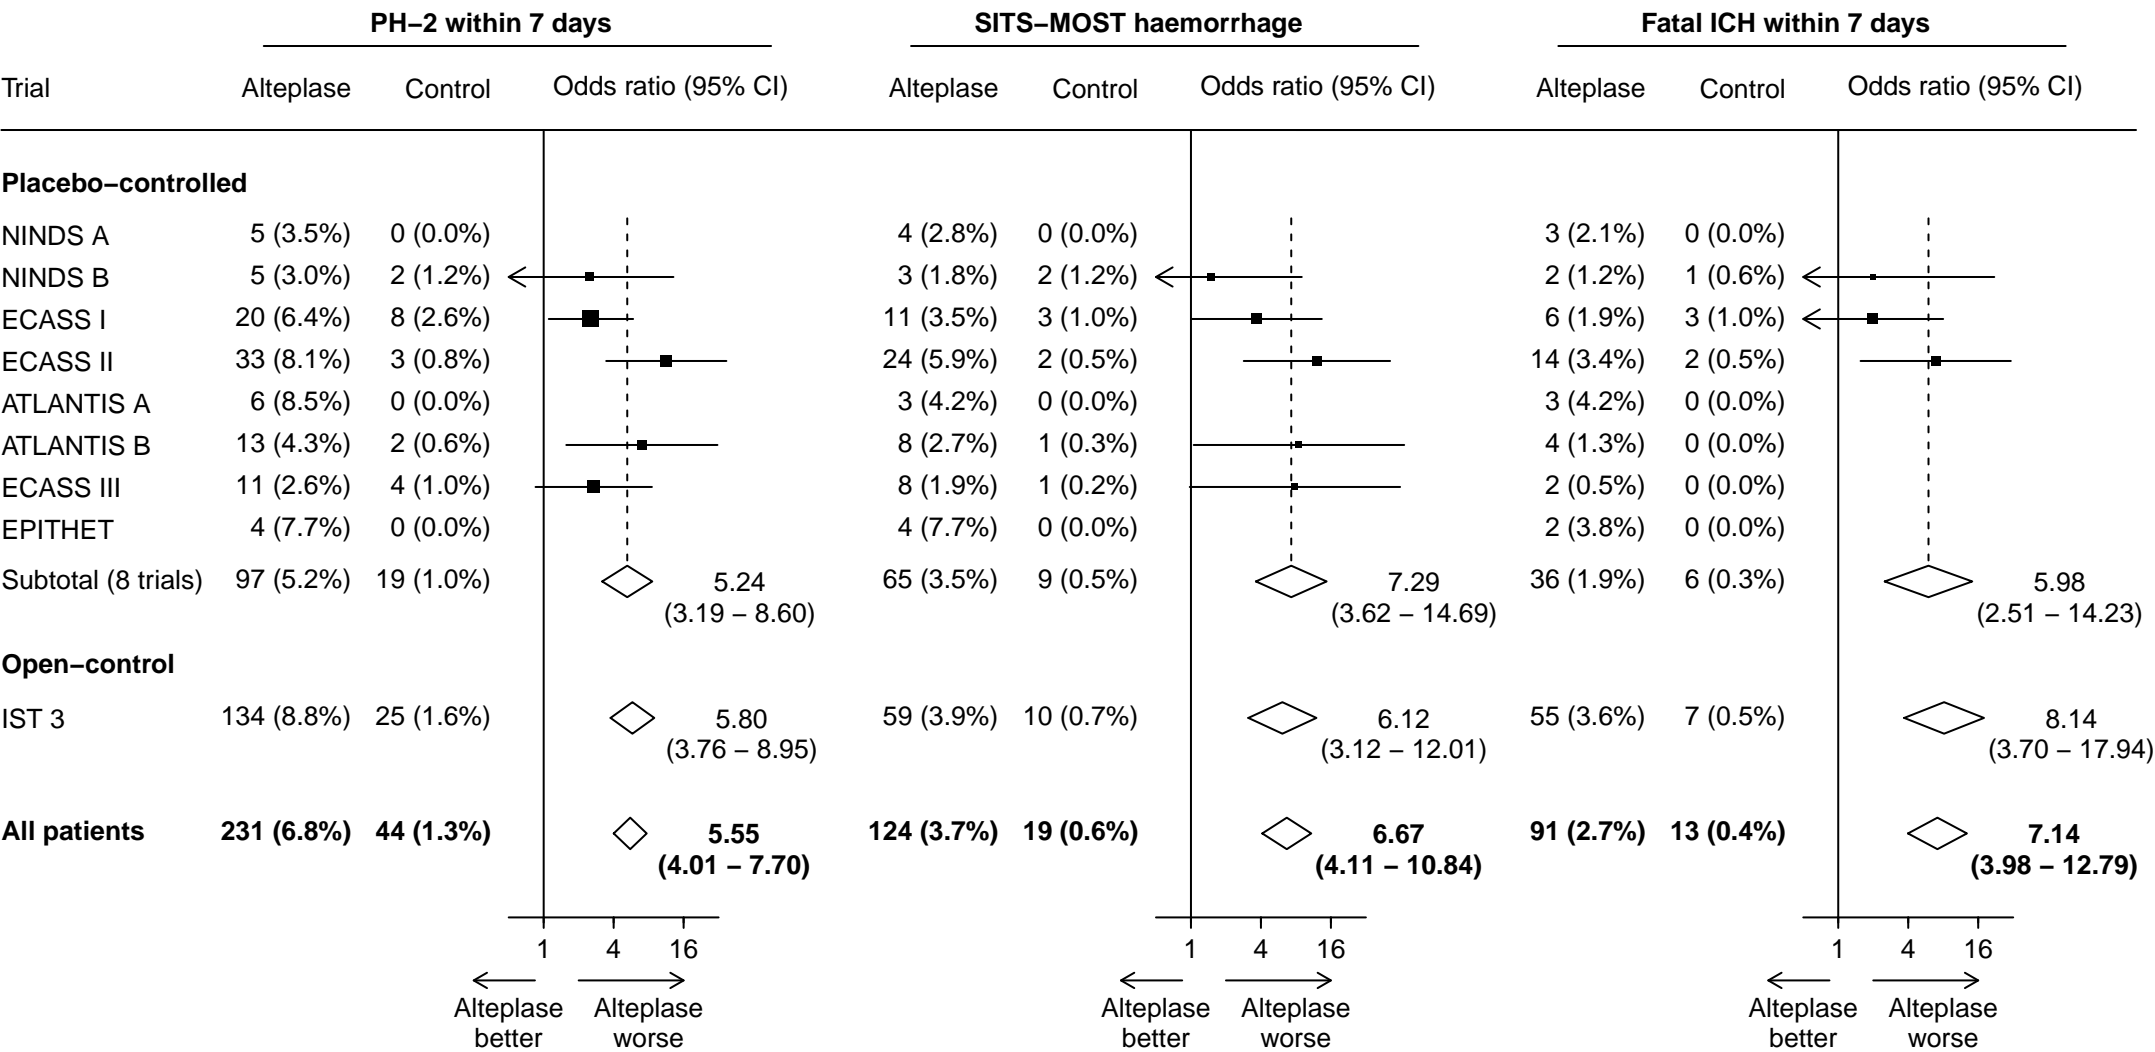 PH−2 within 7 days SITS−MOST haemorrhage Fatal ICH within 7 days
Trial Alteplase Control Odds ratio (95% CI) Alteplase Control Odds ratio (95% CI) Alteplase Control Odds ratio (95% CI)
Placebo−controlled
NINDS A 5 (3.5%) 0 (0.0%) 4 (2.8%) 0 (0.0%) 3 (2.1%) 0 (0.0%)
NINDS B 5 (3.0%) 2 (1.2%) 3 (1.8%) 2 (1.2%) 2 (1.2%) 1 (0.6%)
ECASS I 20 (6.4%) 8 (2.6%) 11 (3.5%) 3 (1.0%) 6 (1.9%) 3 (1.0%)
ECASS II 33 (8.1%) 3 (0.8%) 24 (5.9%) 2 (0.5%) 14 (3.4%) 2 (0.5%)
ATLANTIS A 6 (8.5%) 0 (0.0%) 3 (4.2%) 0 (0.0%) 3 (4.2%) 0 (0.0%)
ATLANTIS B 13 (4.3%) 2 (0.6%) 8 (2.7%) 1 (0.3%) 4 (1.3%) 0 (0.0%)
ECASS III 11 (2.6%) 4 (1.0%) 8 (1.9%) 1 (0.2%) 2 (0.5%) 0 (0.0%)
EPITHET 4 (7.7%) 0 (0.0%) 4 (7.7%) 0 (0.0%) 2 (3.8%) 0 (0.0%)
Subtotal (8 trials) 97 (5.2%) 19 (1.0%) 5.24 65 (3.5%) 9 (0.5%) 7.29 36 (1.9%) 6 (0.3%) 5.98
(3.19 − 8.60) (3.62 − 14.69) (2.51 − 14.23)
Open−control
IST 3 134 (8.8%) 25 (1.6%) 5.80 59 (3.9%) 10 (0.7%) 6.12 55 (3.6%) 7 (0.5%) 8.14
(3.76 − 8.95) (3.12 − 12.01) (3.70 − 17.94)
All patients 231 (6.8%) 44 (1.3%) 5.55 124 (3.7%) 19 (0.6%) 6.67 91 (2.7%) 13 (0.4%) 7.14
(4.01 − 7.70) (4.11 − 10.84) (3.98 − 12.79)
1 4 16 1 4 16 1 4 16
Alteplase Alteplase Alteplase Alteplase Alteplase Alteplase
better worse better worse better worse